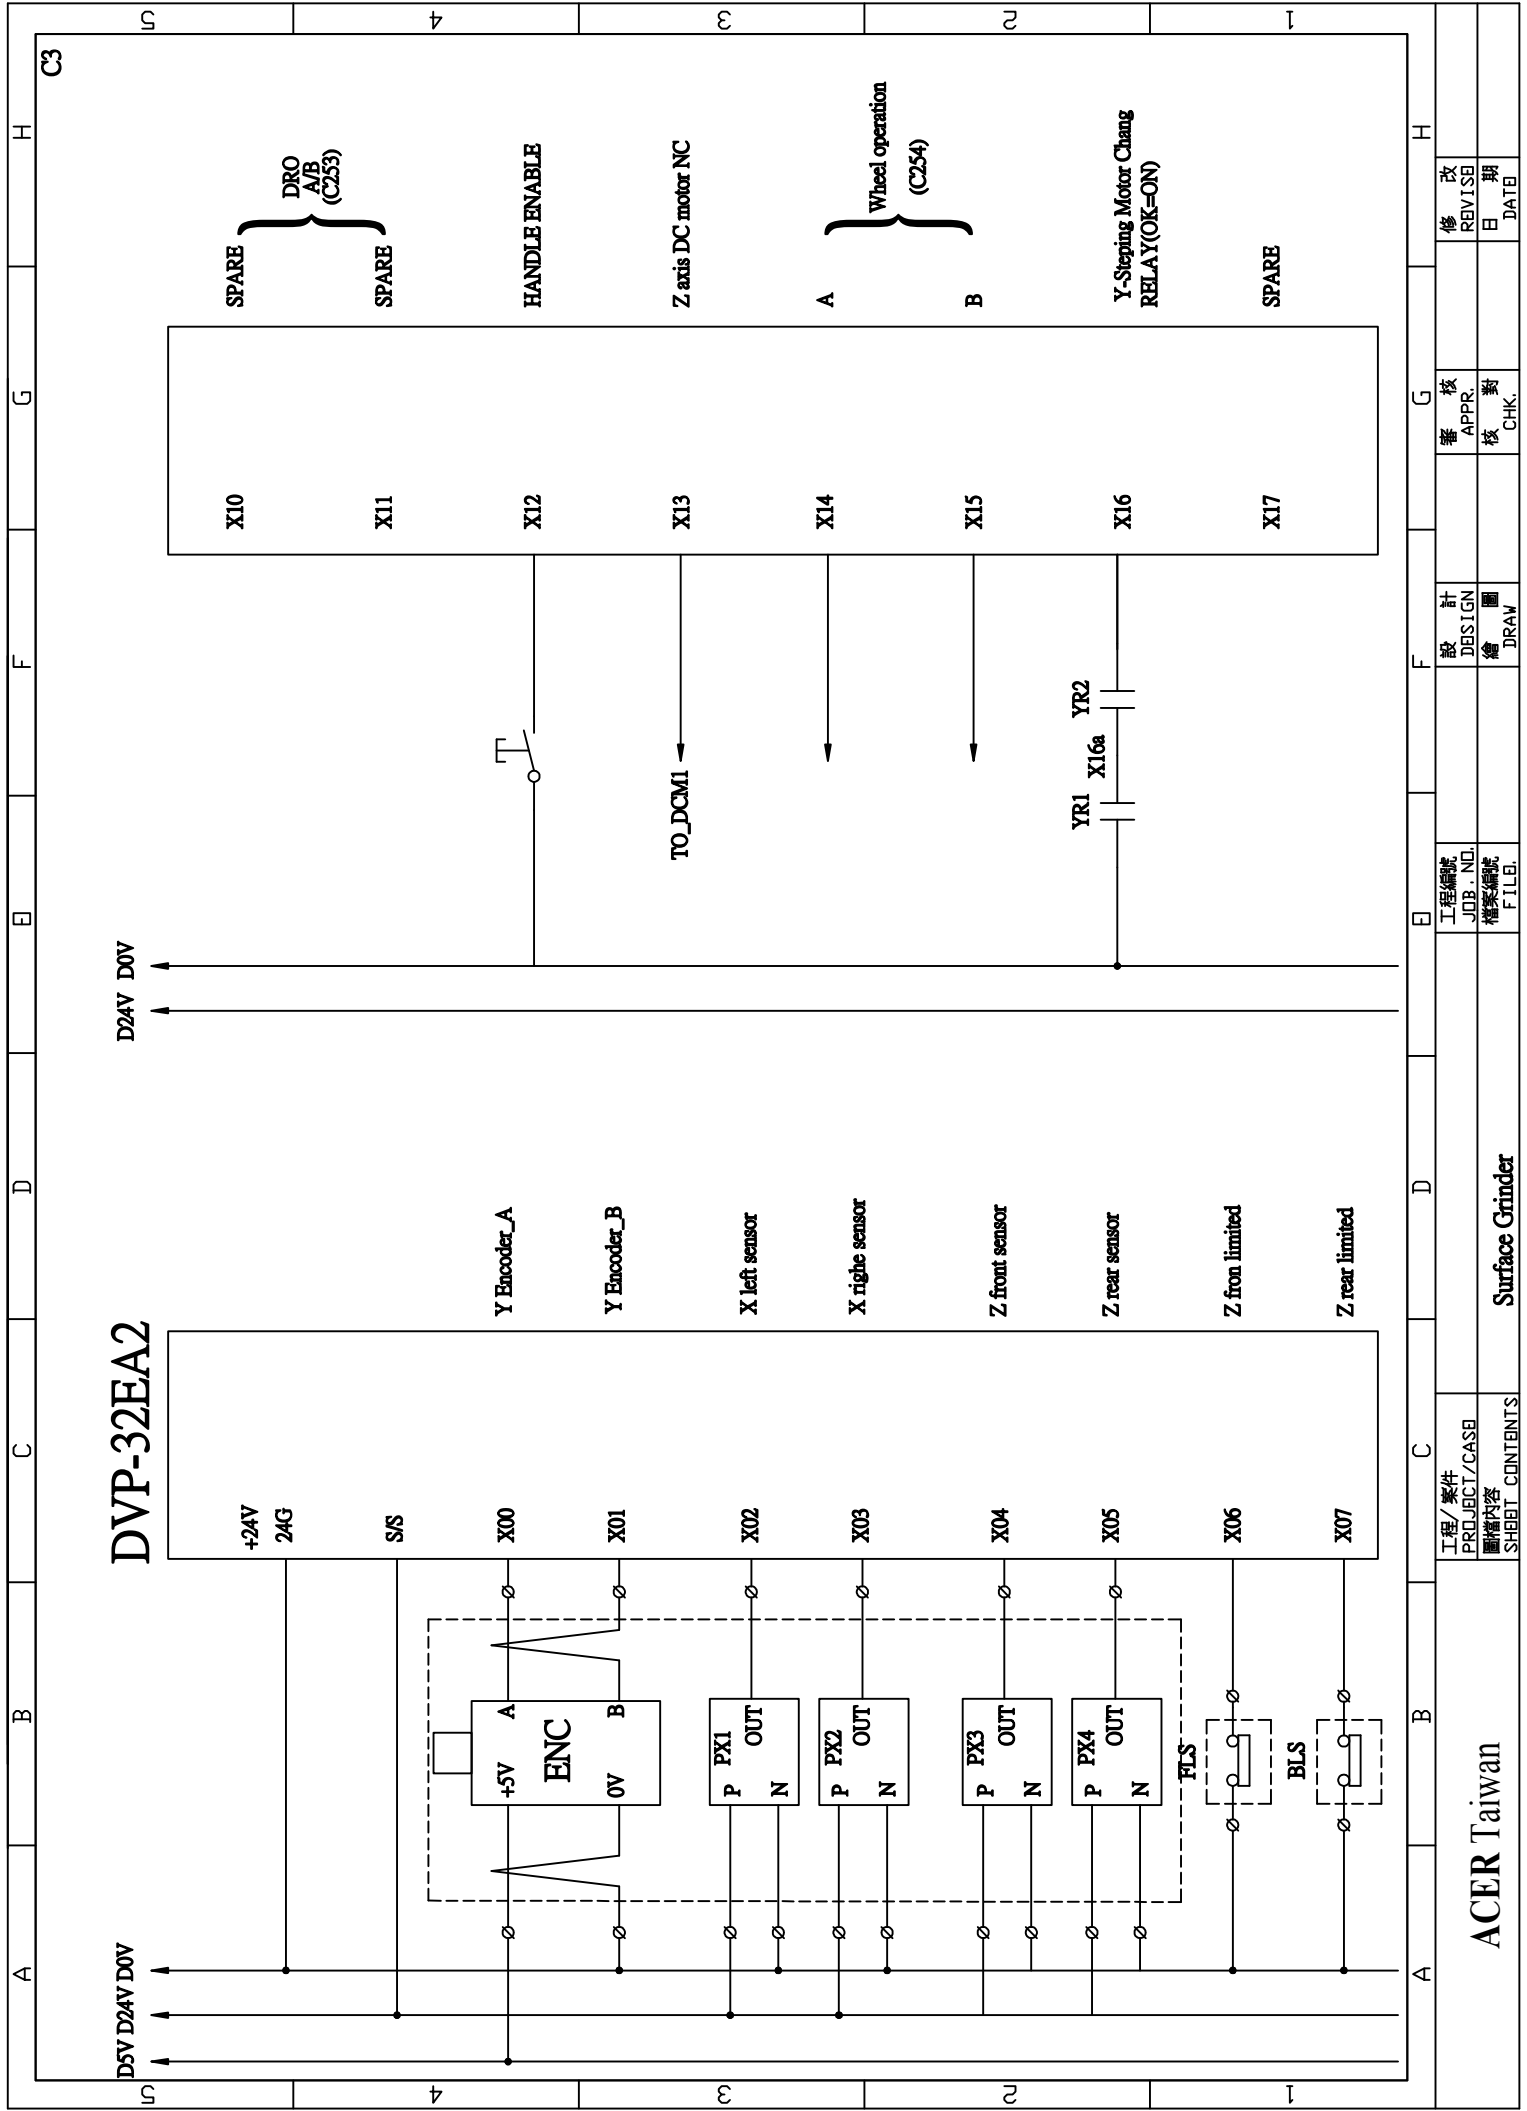 C3
DVP-32EA2
D5V D24V D0V
+24V
24G
S/S
X00
Y Encoder_A
X01
Y Encoder_B
X02
X left sensor
X03
X righe sensor
X04
Z front sensor
X05
Z rear sensor
X06
Z fron limited
X07
Z rear limited
+5V
A
ENC
0V
B
PX1
P
OUT
N
PX2
P
OUT
N
PX3
P
OUT
N
PX4
P
OUT
N
FLS
BLS
D24V D0V
X10
SPARE
DRO
A/B
(C253)
X11
SPARE
X12
HANDLE ENABLE
TO_DCM1
X13
Z axis DC motor NC
X14
A
Wheel operation
(C254)
X15
B
YR1
X16a
YR2
X16
Y-Steping Motor Chang
RELAY(OK=ON)
X17
SPARE
A
B
C
D
E
F
G
H
5
4
3
2
1
A
B
C
D
E
F
G
H
5
4
3
2
1
ACER Taiwan
工程/案件
PROJECT/CASE
圖檔內容
SHEET CONTENTS
Surface Grinder
工程編號
JOB. NO.
檔案編號
FILE.
設 計
DESIGN
繪 圖
DRAW
審 核
APPR.
核 對
CHK.
修 改
REVISE
日 期
DATE